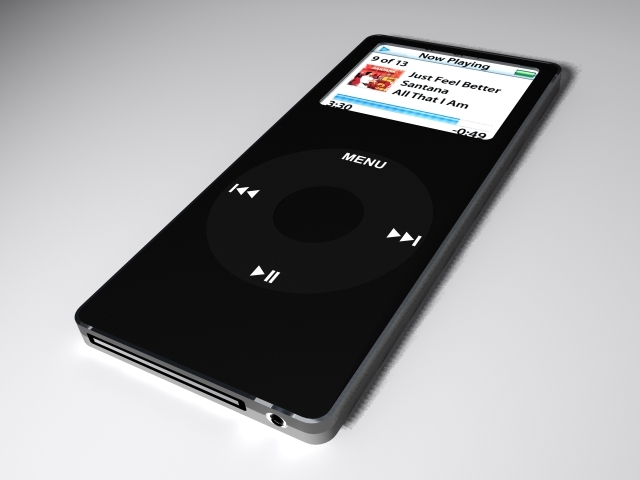 Now Playing
9 of 13
Just Feel Better
Santana
All That I Am
3:30
-0:49
MENU